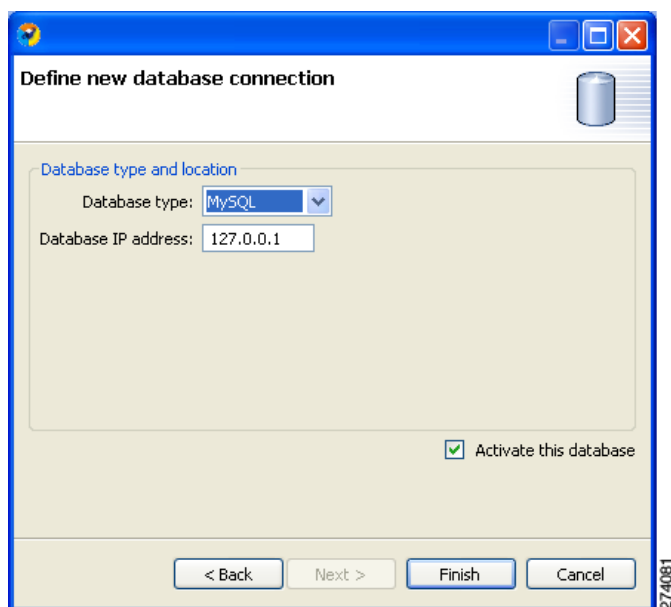 Define new database connection
Database type and location
Database type: MySQL
Database IP address: 127.0.0.1
Activate this database
< Back Next > Finish Cancel
274081